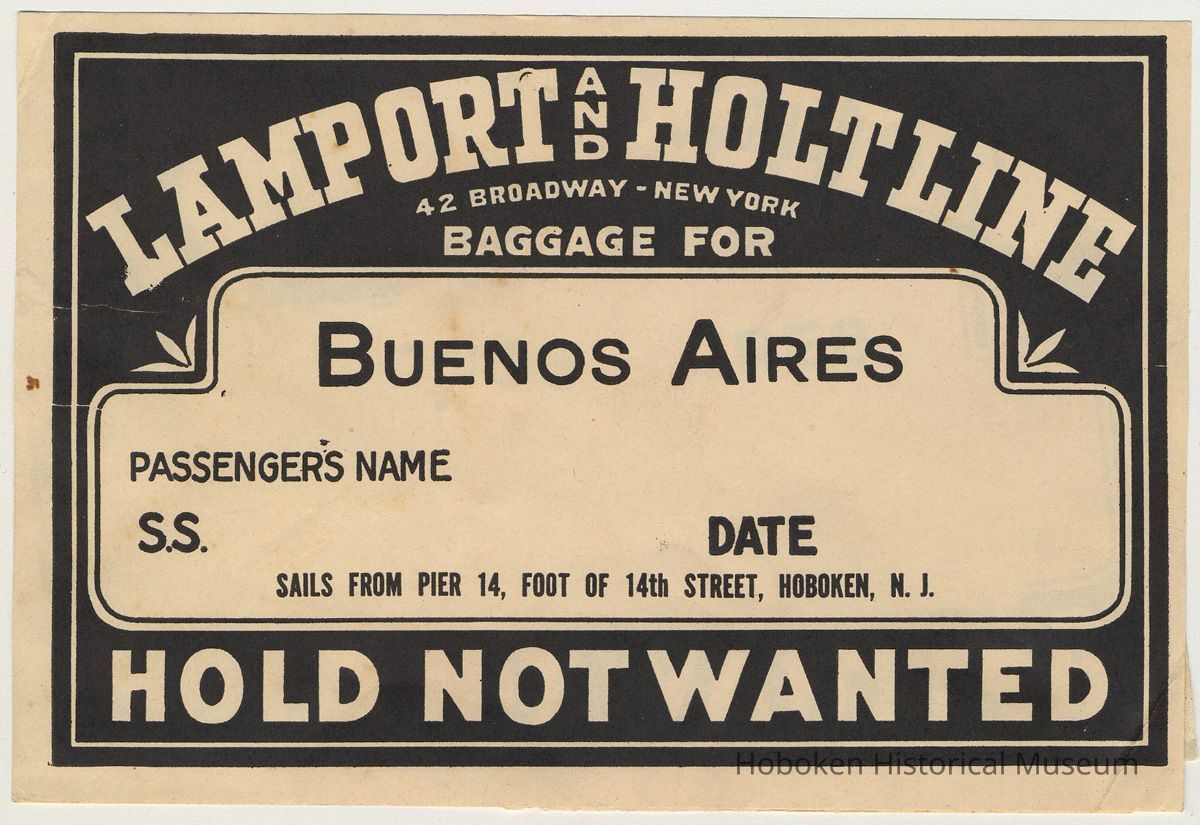 LAMPORT AND HOLT LINE
42 BROADWAY - NEW YORK
BAGGAGE FOR
BUENOS AIRES
PASSENGER'S NAME
S.S. DATE
SAILS FROM PIER 14, FOOT OF 14th STREET, HOBOKEN, N. J.
HOLD NOT WANTED
Hoboken Historical Museum